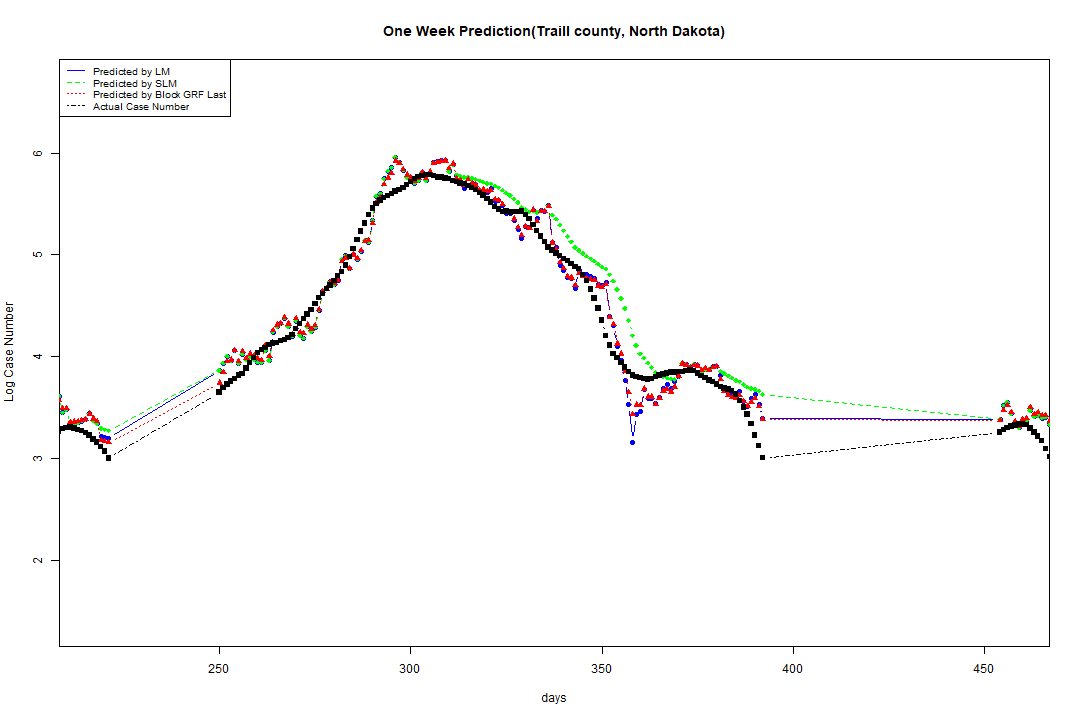 One Week Prediction(Traill county, North Dakota)
Predicted by LM
Predicted by SLM
Predicted by Block GRF Last
Actual Case Number
Log Case Number
6
5
4
3
2
250 300 350 400 450
days